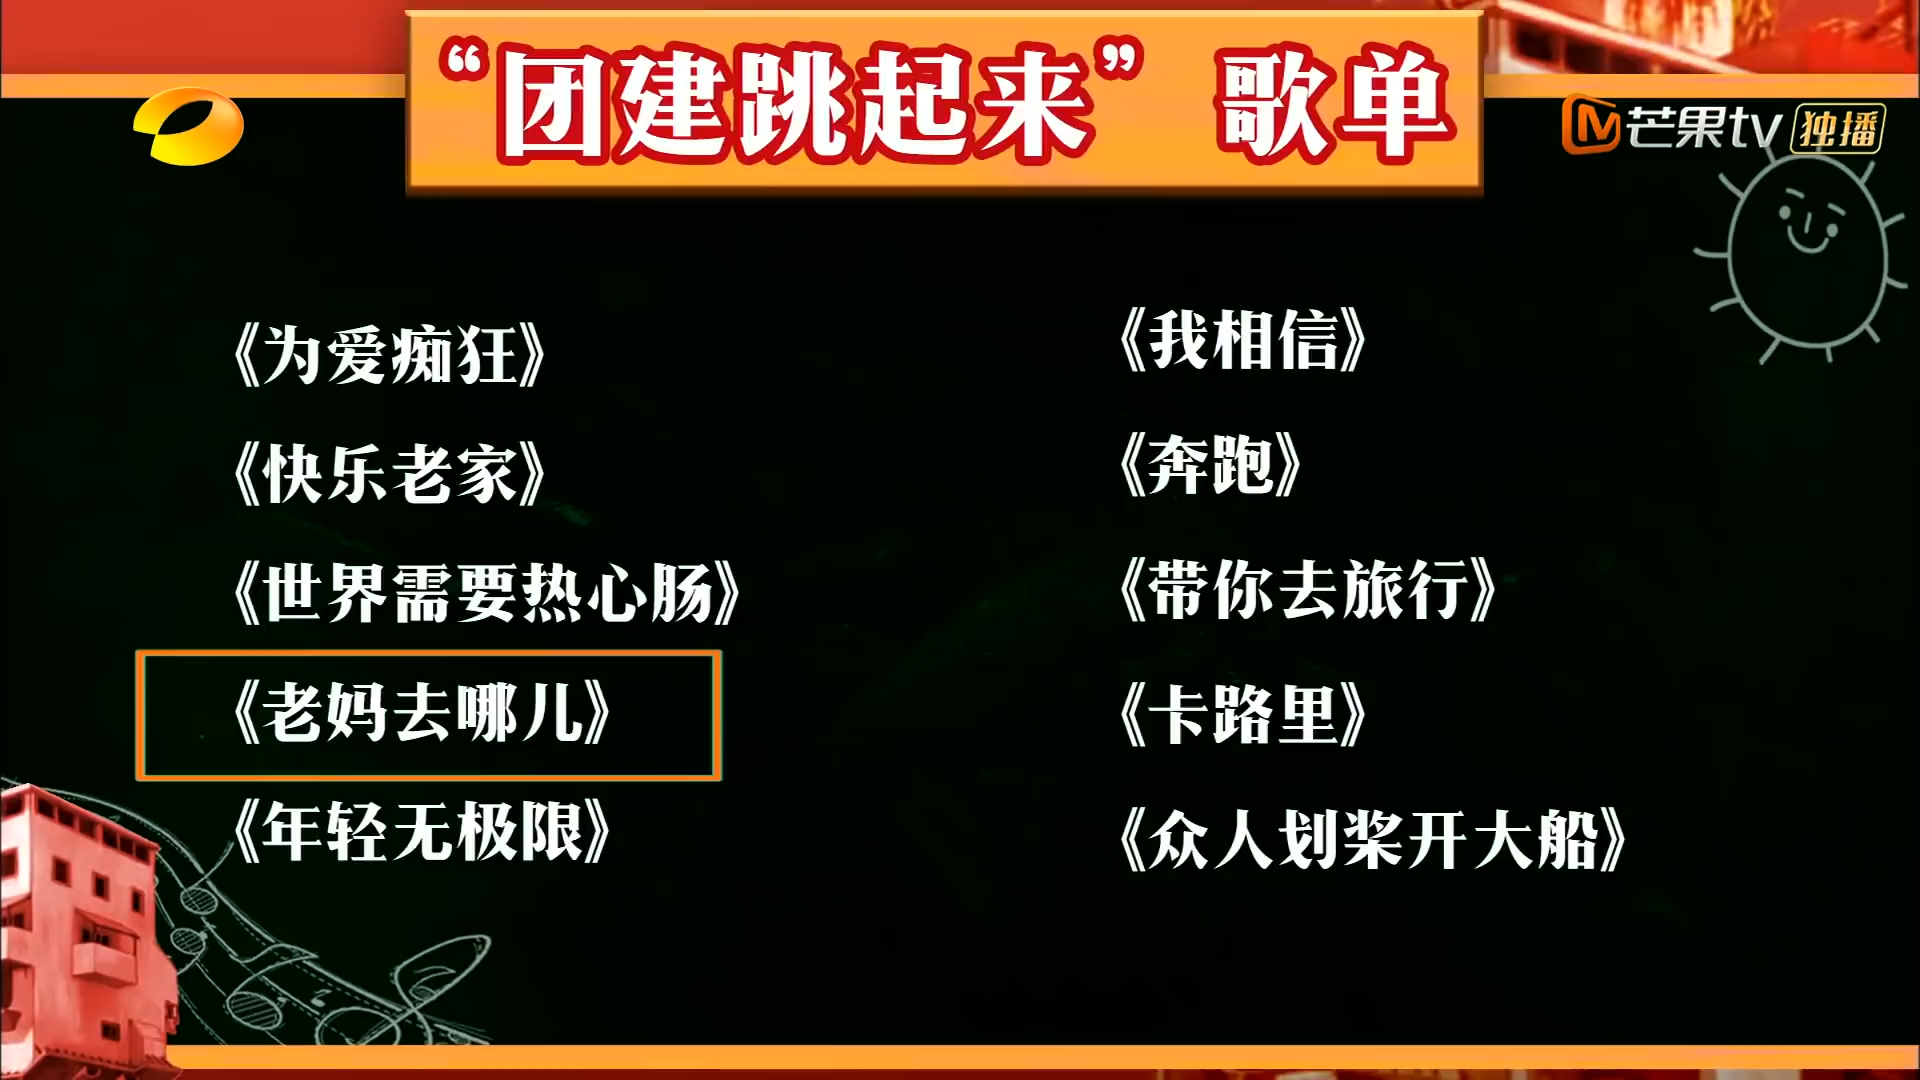 “团建跳起来” 歌单
芒果tv 独播
《为爱痴狂》
《快乐老家》
《世界需要热心肠》
《老妈去哪儿》
《年轻无极限》
《我相信》
《奔跑》
《带你去旅行》
《卡路里》
《众人划桨开大船》